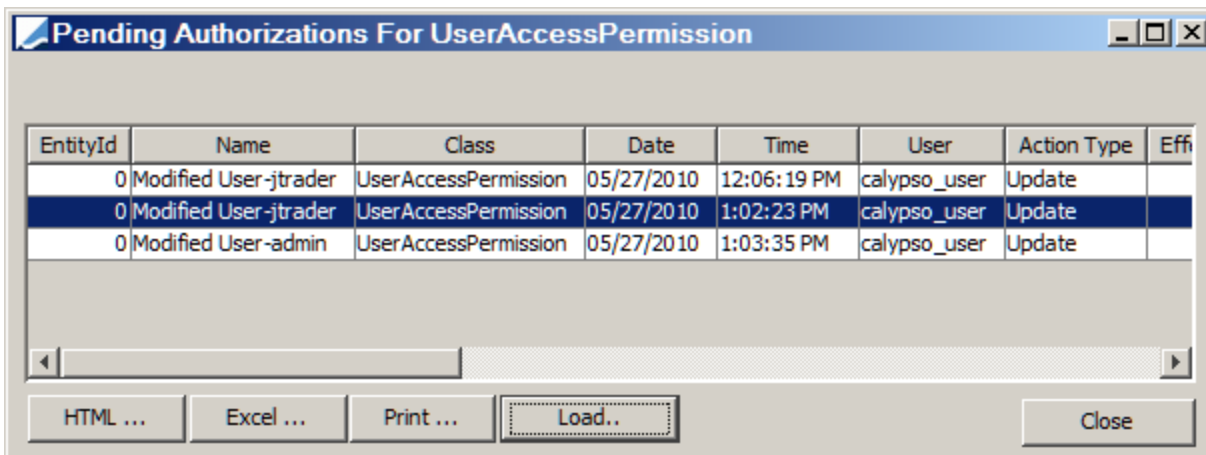 Pending Authorizations For UserAccessPermission
EntityId Name Class Date Time User Action Type Effe
0 Modified User-jtrader UserAccessPermission 05/27/2010 12:06:19 PM calypso_user Update
0 Modified User-jtrader UserAccessPermission 05/27/2010 1:02:23 PM calypso_user Update
0 Modified User-admin UserAccessPermission 05/27/2010 1:03:35 PM calypso_user Update
HTML ... Excel ... Print ... Load.. Close